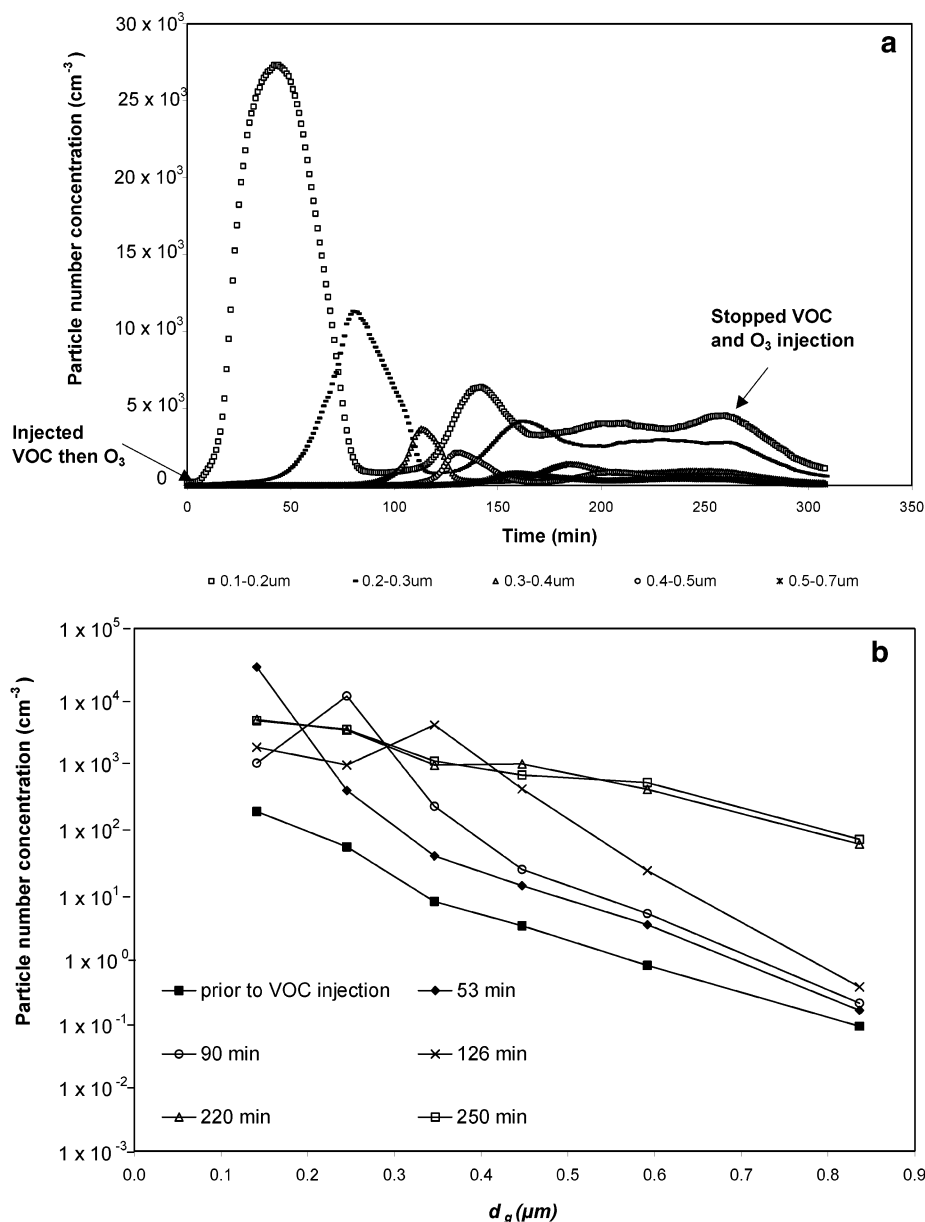 a
30 x 10³
25 x 10³
20 x 10³
15 x 10³
10 x 10³
5 x 10³
0
Particle number concentration (cm⁻³)
Stopped VOC
and O₃ injection
Injected
VOC then O₃
0 50 100 150 200 250 300 350
Time (min)
0.1-0.2um 0.2-0.3um 0.3-0.4um 0.4-0.5um 0.5-0.7um
b
1 x 10⁵
1 x 10⁴
1 x 10³
1 x 10²
1 x 10¹
1 x 10⁰
1 x 10⁻¹
1 x 10⁻²
1 x 10⁻³
Particle number concentration (cm⁻³)
prior to VOC injection 53 min
90 min 126 min
220 min 250 min
0.0 0.1 0.2 0.3 0.4 0.5 0.6 0.7 0.8 0.9
d g (µm)